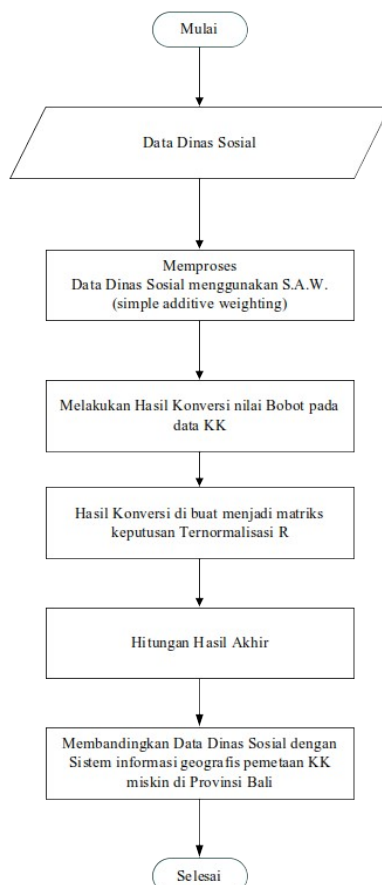 Mulai
Data Dinas Sosial
Memproses
Data Dinas Sosial menggunakan S.A.W.
(simple additive weighting)
Melakukan Hasil Konversi nilai Bobot pada
data KK
Hasil Konversi di buat menjadi matriks
keputusan Ternormalisasi R
Hitungan Hasil Akhir
Membandingkan Data Dinas Sosial dengan
Sistem informasi geografis pemetaan KK
miskin di Provinsi Bali
Selesai